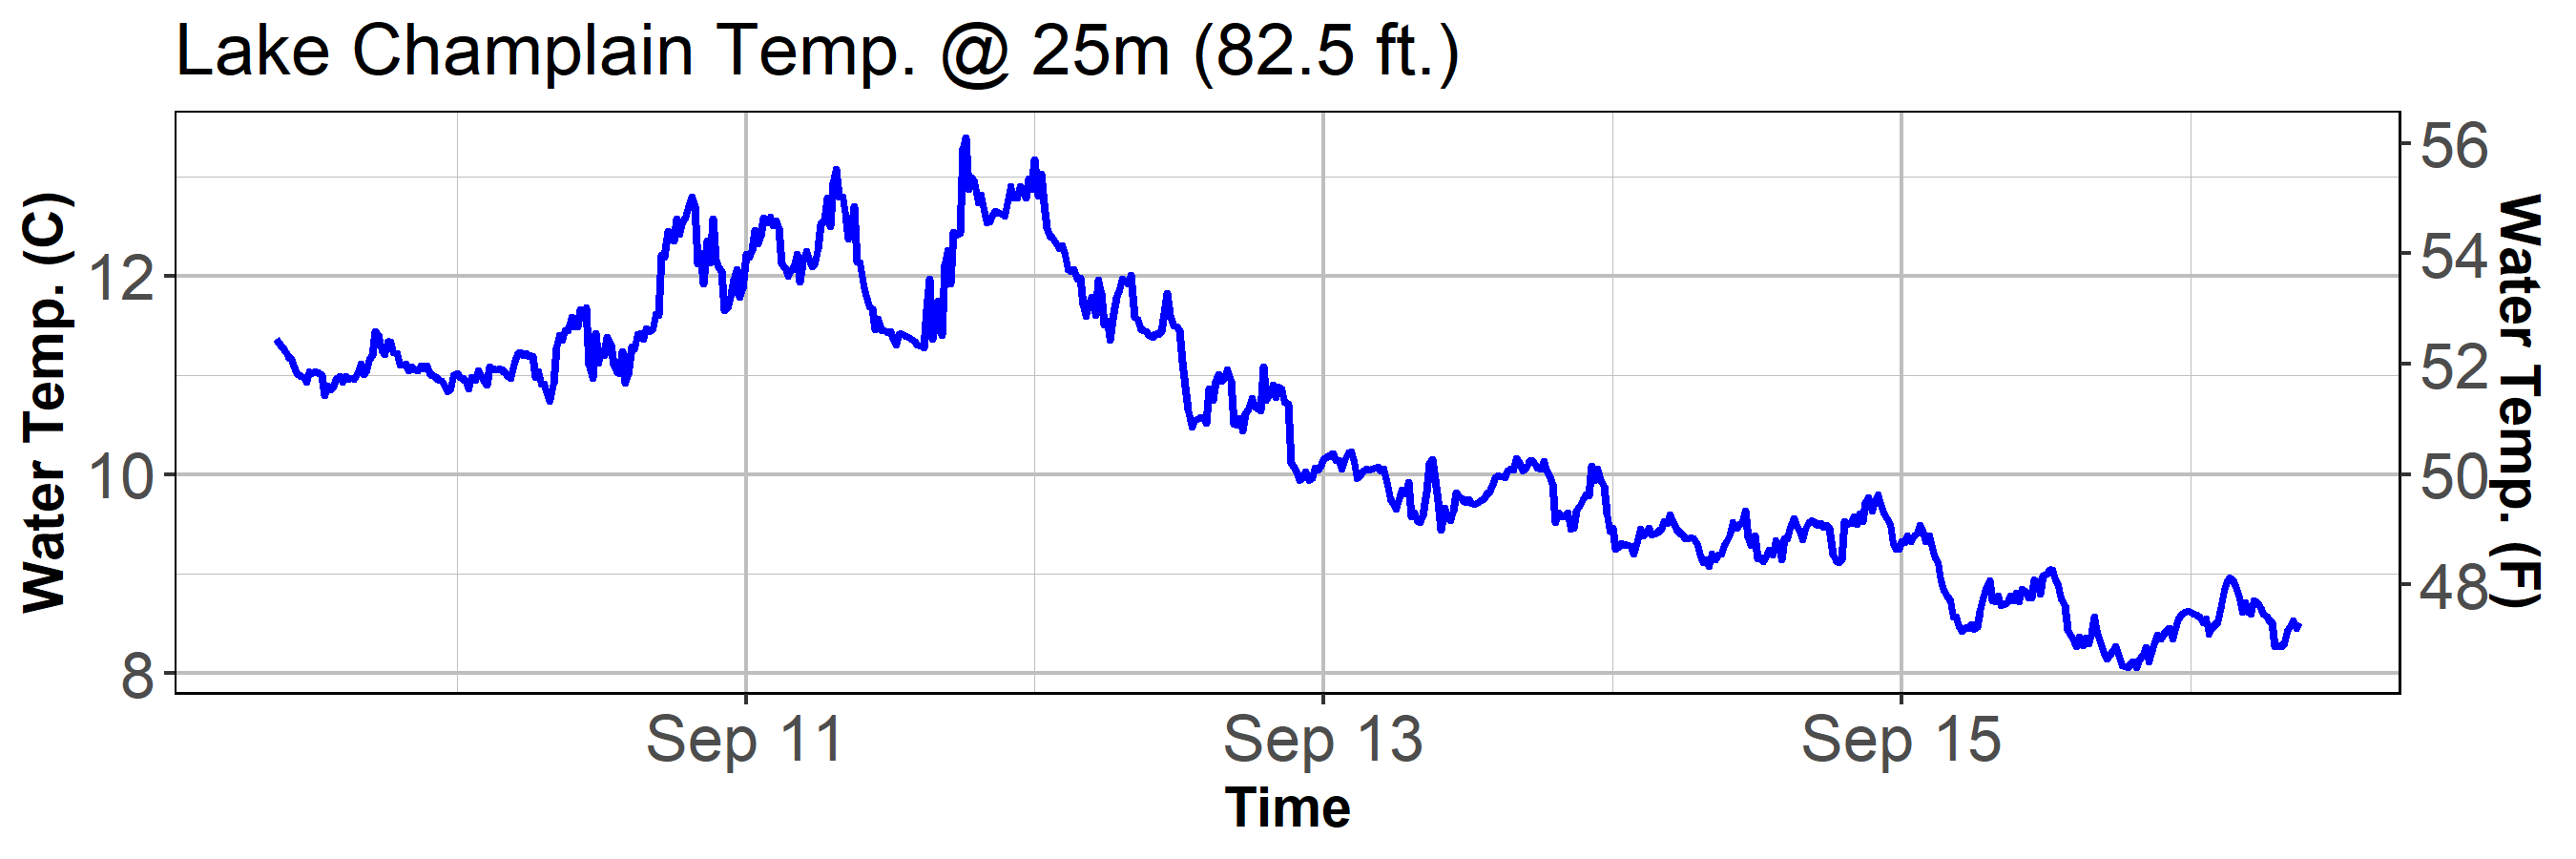 Lake Champlain Temp. @ 25m (82.5 ft.)
Water Temp. (C)
12
10
8
56
54
52
50
48
Water Temp. (F)
Sep 11
Sep 13
Sep 15
Time